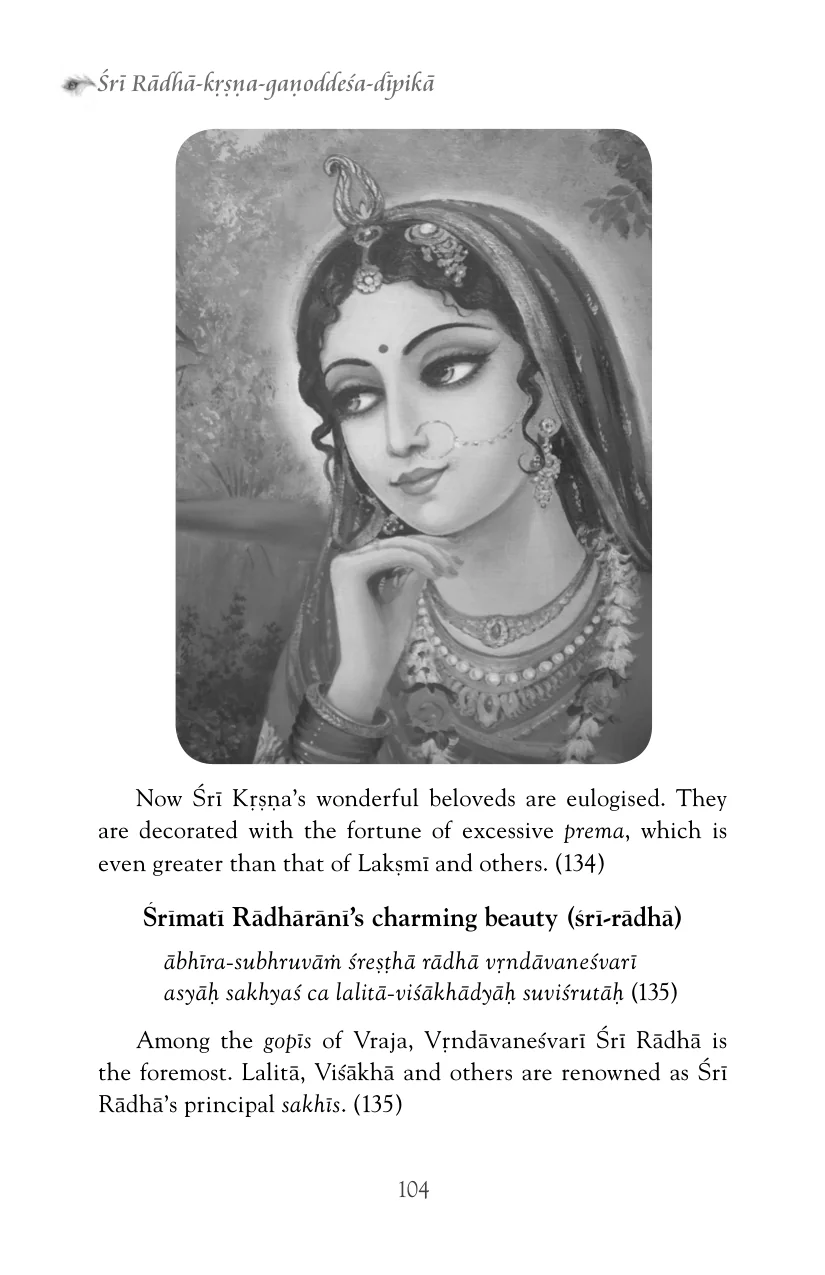 Śrī Rādhā-kṛṣṇa-gaṇoddeśa-dīpikā
Now Śrī Kṛṣṇa’s wonderful beloveds are eulogised. They
are decorated with the fortune of excessive prema, which is
even greater than that of Lakṣmī and others. (134)
Śrīmatī Rādhārānī’s charming beauty (śrī-rādhā)
ābhīra-subhruvāṁ śreṣṭhā rādhā vṛndāvaneśvarī
asyāḥ sakhyaś ca lalitā-viśākhādyāḥ suviśrutāḥ (135)
Among the gopīs of Vraja, Vṛndāvaneśvarī Śrī Rādhā is
the foremost. Lalitā, Viśākhā and others are renowned as Śrī
Rādhā’s principal sakhīs. (135)
104